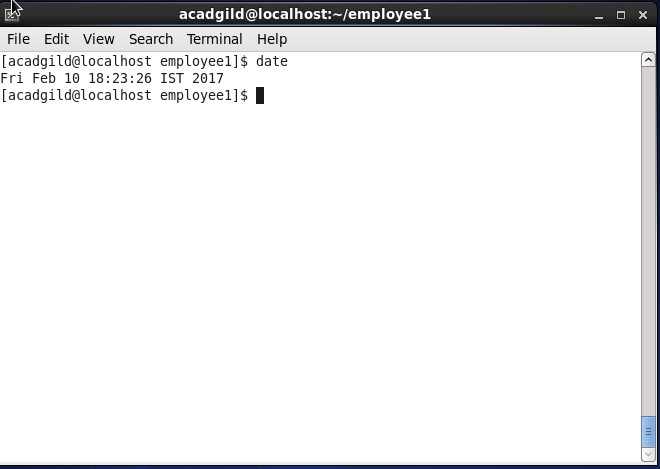 acadgild@localhost:~/employee1
File Edit View Search Terminal Help
[acadgild@localhost employee1]$ date
Fri Feb 10 18:23:26 IST 2017
[acadgild@localhost employee1]$